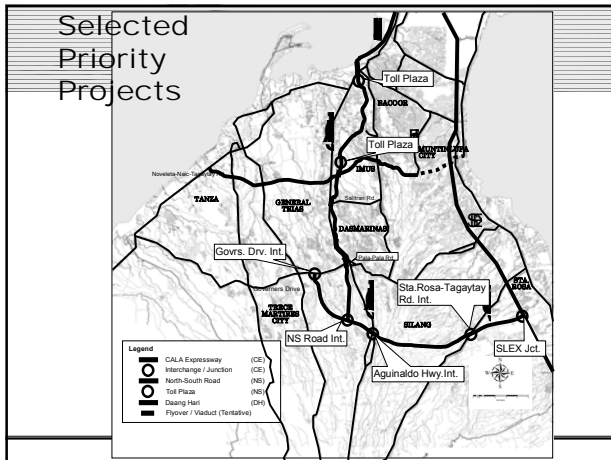 Selected
Priority
Projects
Toll Plaza
BACOOR
Toll Plaza
MUNTINLUPA
CITY
IMUS
Noveleta-Naic-Tagaytay
TANZA
GENERAL
TRIAS
Salitran Rd.
DASMARINAS
Govrs. Drv. Int.
Pala-Pala Rd.
Sta.Rosa-Tagaytay
Rd. Int.
STA.
ROSA
Governors Drive
TRECE
MARTIRES
CITY
SILANG
NS Road Int.
Aguinaldo Hwy.Int.
SLEX Jct.
N
W
E
S
Legend
CALA Expressway (CE)
Interchange / Junction (CE)
North-South Road (NS)
Toll Plaza (NS)
Daang Hari (DH)
Flyover / Viaduct (Tentative)